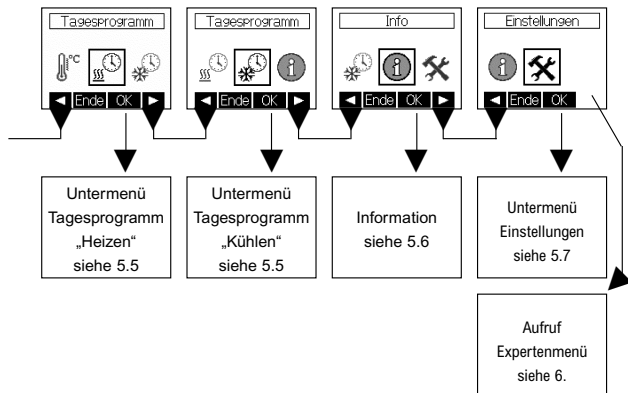 Tagesprogramm
Tagesprogramm
Info
Einstellungen
°C
◄ Ende OK ►
◄ Ende OK ►
◄ Ende OK ►
◄ Ende OK
Untermenü
Tagesprogramm
„Heizen“
siehe 5.5
Untermenü
Tagesprogramm
„Kühlen“
siehe 5.5
Information
siehe 5.6
Untermenü
Einstellungen
siehe 5.7
Aufruf
Expertenmenü
siehe 6.